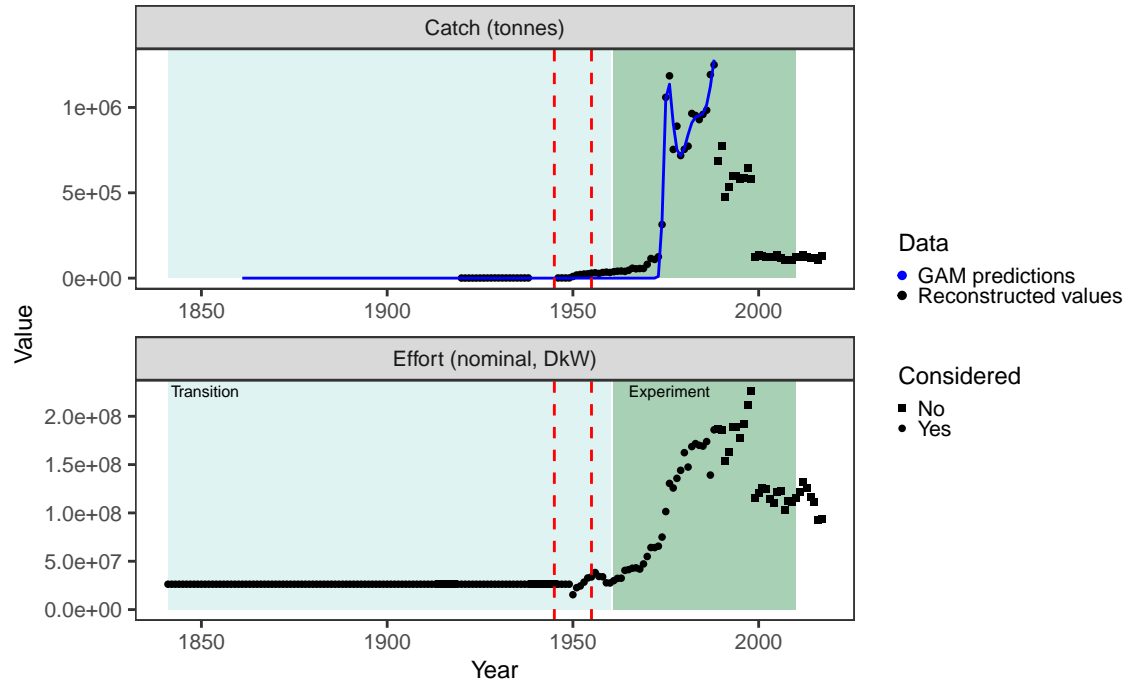 Catch (tonnes)
1e+06
5e+05
0e+00
1850
1900
1950
2000
Effort (nominal, DkW)
Transition
Experiment
2.0e+08
1.5e+08
1.0e+08
5.0e+07
0.0e+00
1850
1900
1950
2000
Value
Year
Data
GAM predictions
Reconstructed values
Considered
No
Yes